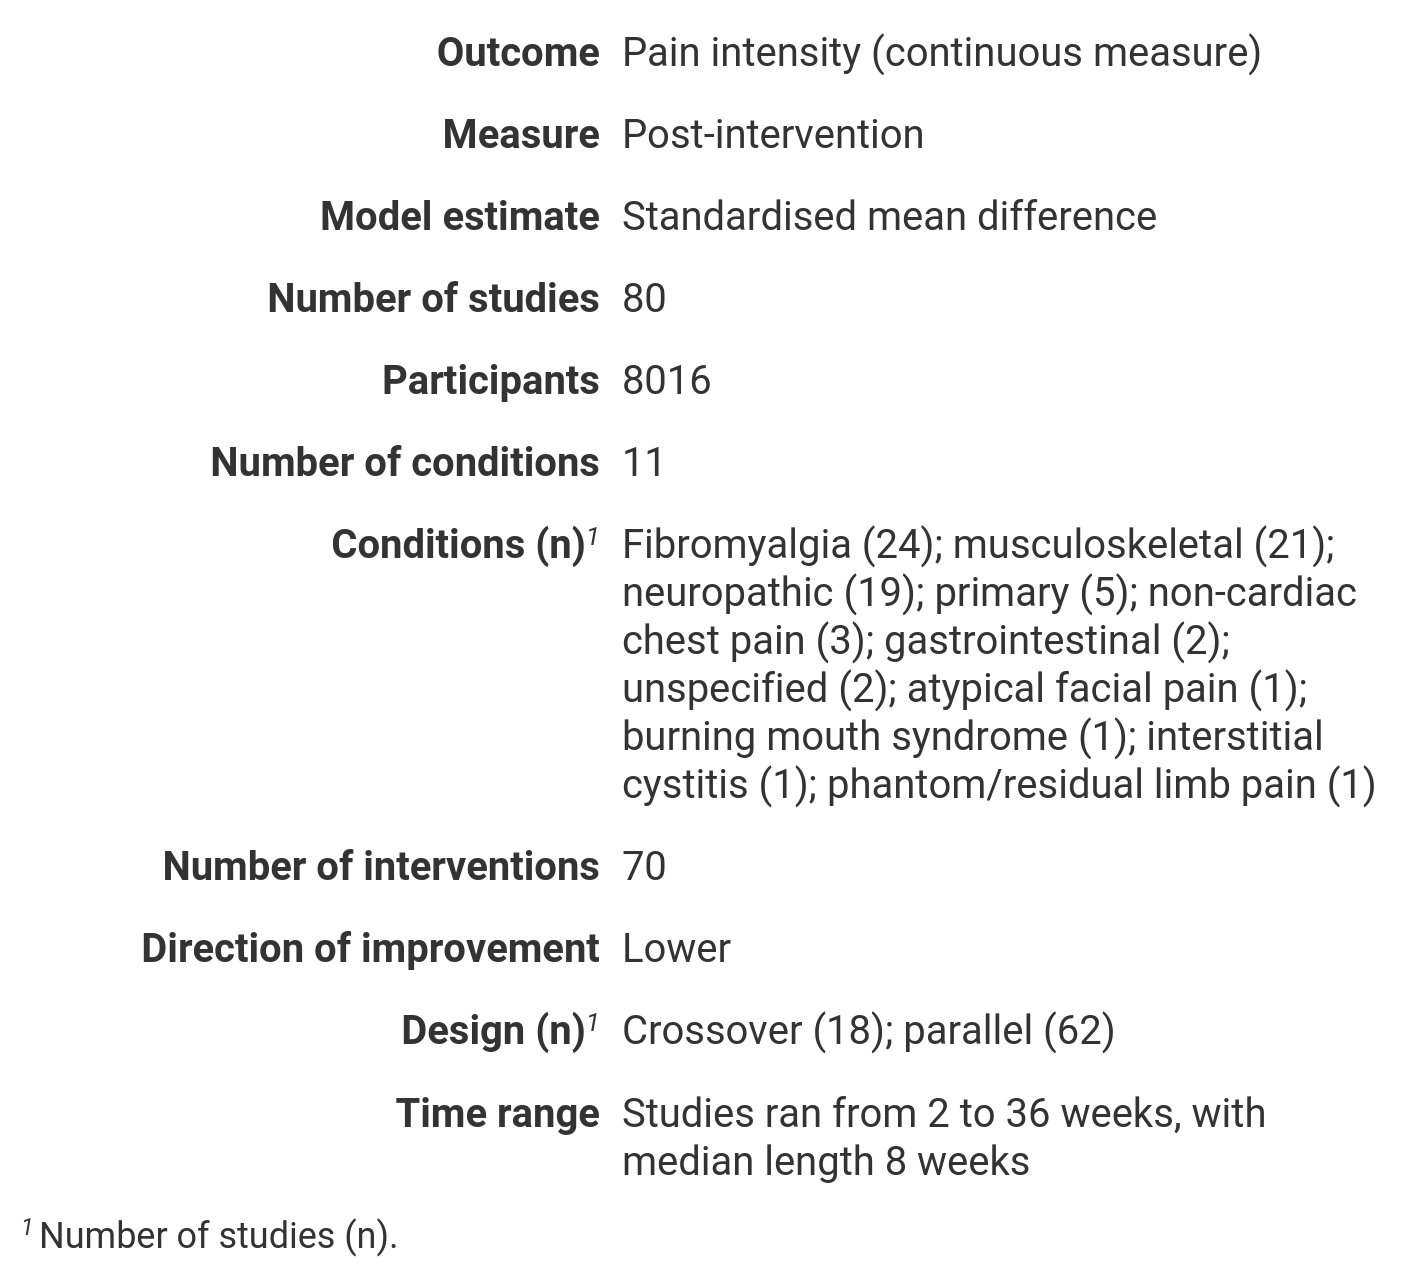 Outcome Pain intensity (continuous measure)
Measure Post-intervention
Model estimate Standardised mean difference
Number of studies 80
Participants 8016
Number of conditions 11
Conditions (n)¹ Fibromyalgia (24); musculoskeletal (21);
neuropathic (19); primary (5); non-cardiac
chest pain (3); gastrointestinal (2);
unspecified (2); atypical facial pain (1);
burning mouth syndrome (1); interstitial
cystitis (1); phantom/residual limb pain (1)
Number of interventions 70
Direction of improvement Lower
Design (n)¹ Crossover (18); parallel (62)
Time range Studies ran from 2 to 36 weeks, with
median length 8 weeks
¹ Number of studies (n).